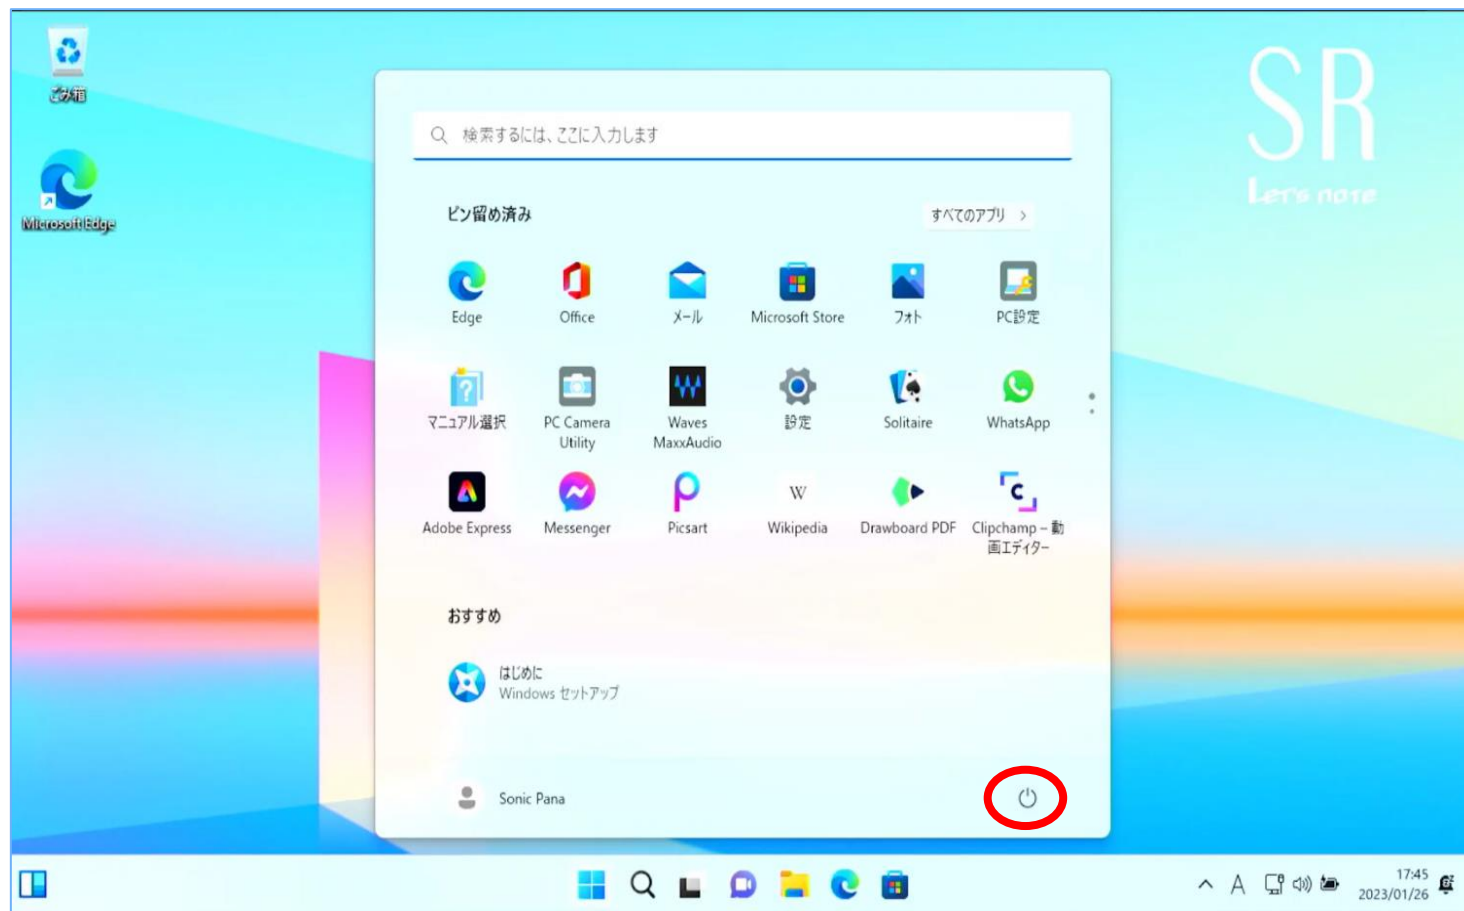 ごみ箱
Microsoft Edge
SR
Let's note
検索するには、ここに入力します
ピン留め済み
すべてのアプリ >
Edge
Office
メール
Microsoft Store
フォト
PC設定
マニュアル選択
PC Camera
Utility
Waves
MaxxAudio
設定
Solitaire
WhatsApp
Adobe Express
Messenger
Picsart
W
Wikipedia
Drawboard PDF
Clipchamp – 動
画エディター
おすすめ
はじめに
Windows セットアップ
Sonic Pana
A
17:45
2023/01/26